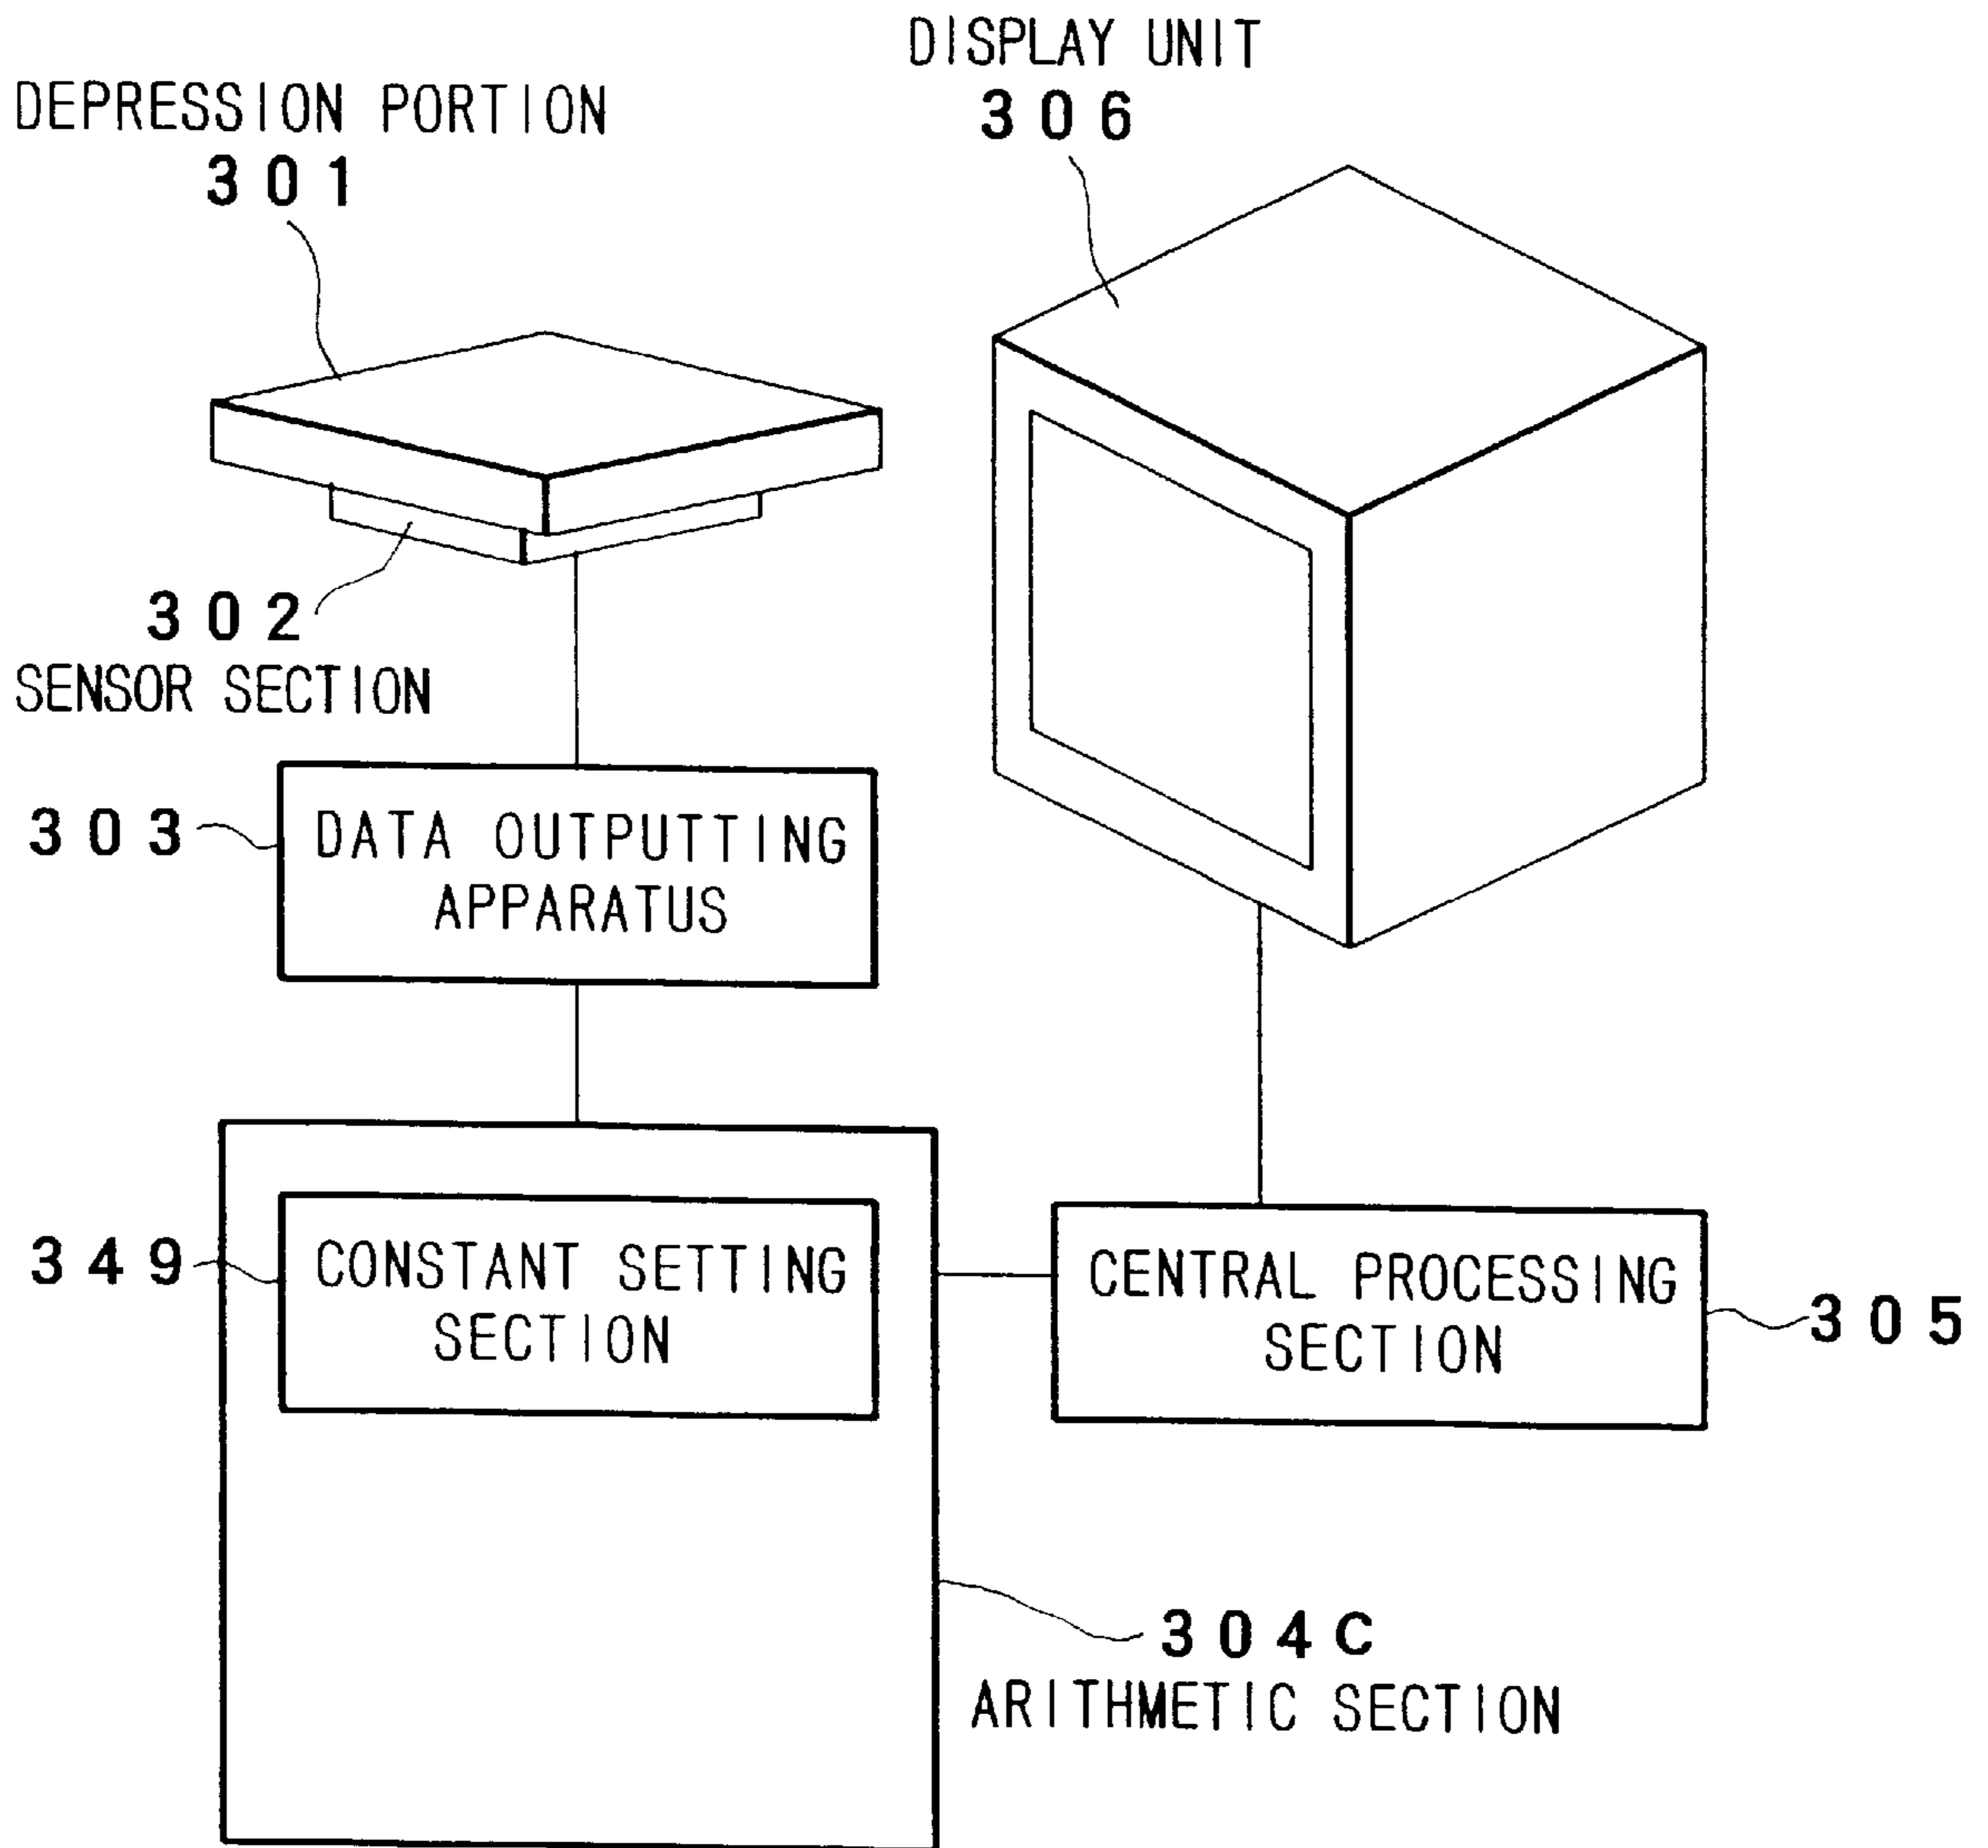 DISPLAY UNIT
306
DEPRESSION PORTION
301
302
SENSOR SECTION
303
DATA OUTPUTTING
APPARATUS
349
CONSTANT SETTING
SECTION
CENTRAL PROCESSING
SECTION
305
304C
ARITHMETIC SECTION